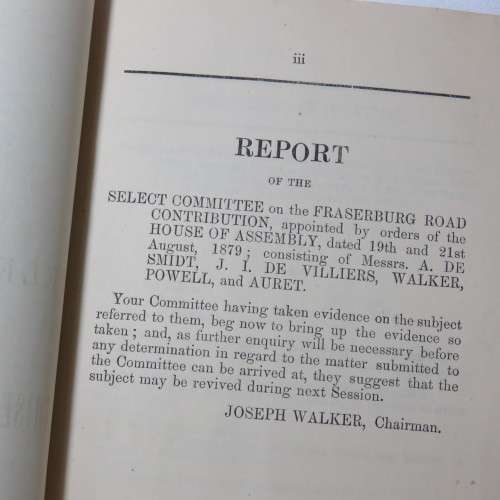 iii
REPORT
OF THE
SELECT COMMITTEE on the FRASERBURG ROAD
CONTRIBUTION, appointed by orders of the
HOUSE OF ASSEMBLY, dated 19th and 21st
August, 1879; consisting of Messrs. A. DE
SMIDT, J. I. DE VILLIERS, WALKER,
POWELL, and AURET.
Your Committee having taken evidence on the subject
referred to them, beg now to bring up the evidence so
taken; and, as further enquiry will be necessary before
any determination in regard to the matter submitted to
the Committee can be arrived at, they suggest that the
subject may be revived during next Session.
JOSEPH WALKER, Chairman.